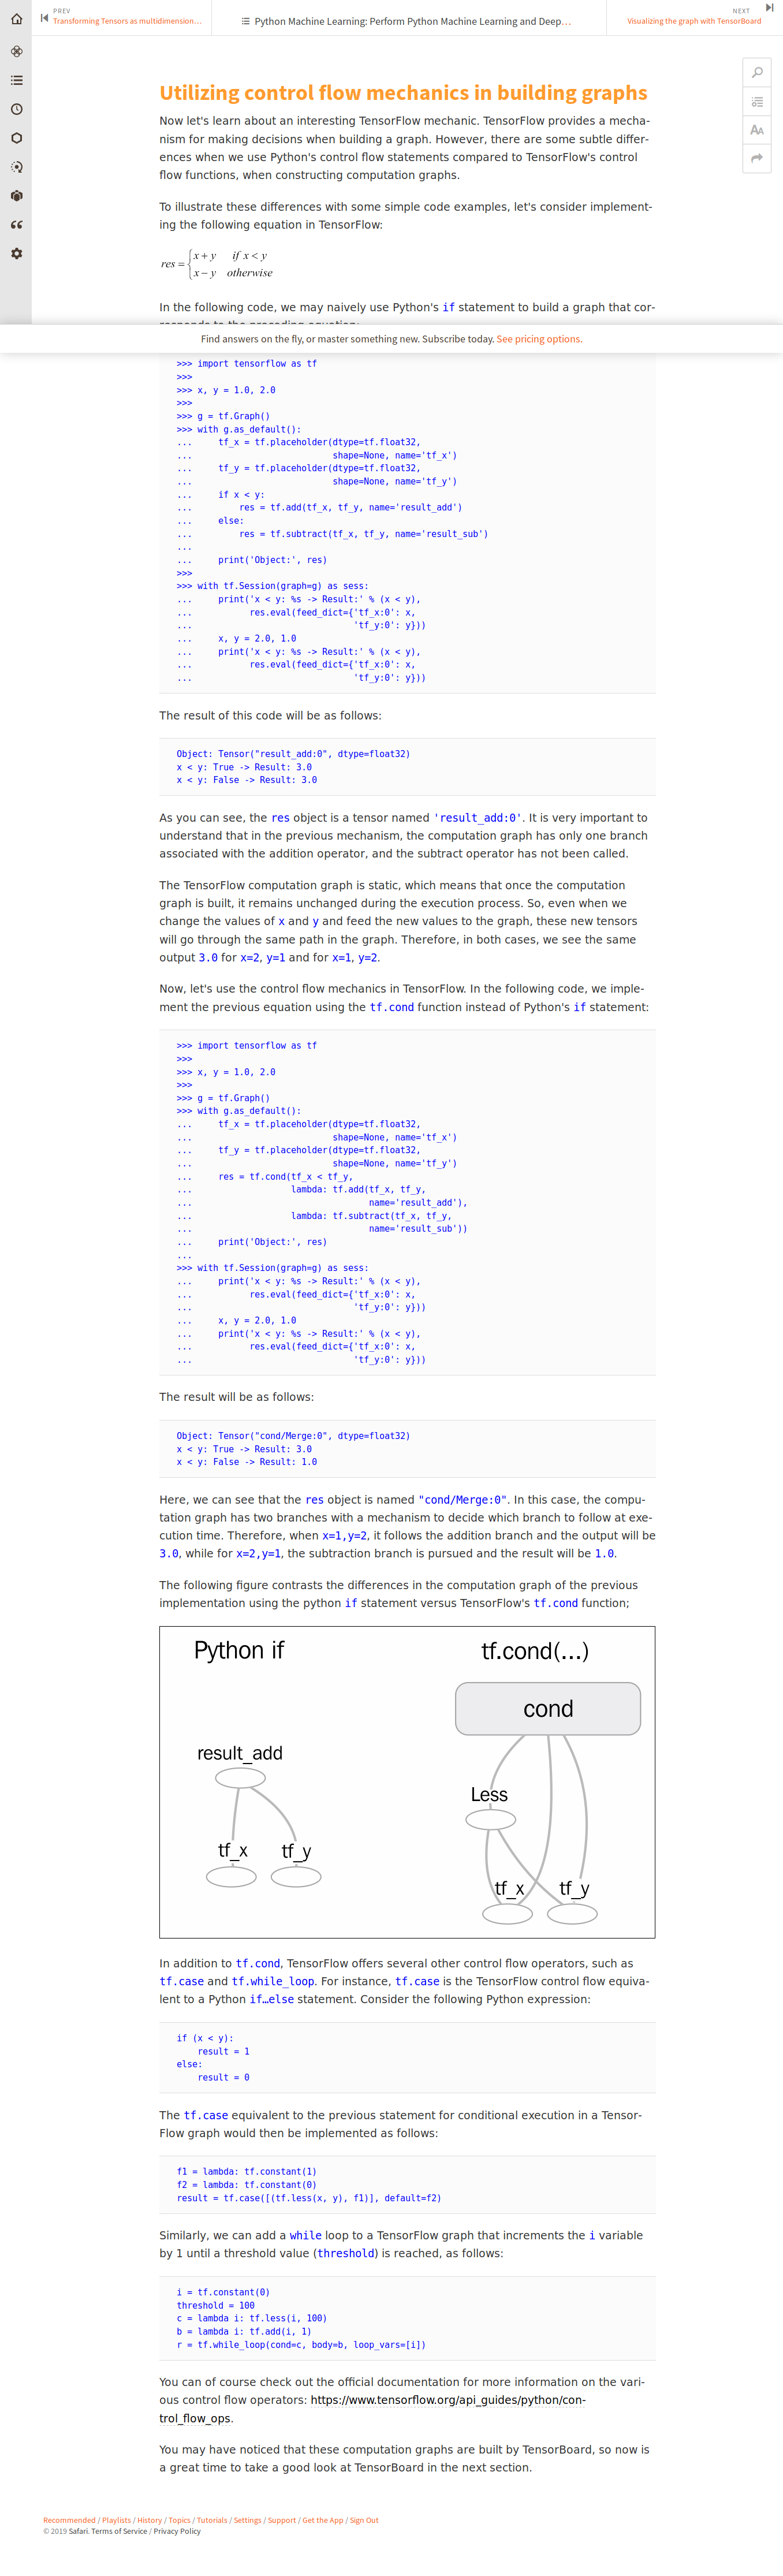 PREV
Transforming Tensors as multidimension…
Python Machine Learning: Perform Python Machine Learning and Deep…
NEXT
Visualizing the graph with TensorBoard
Utilizing control flow mechanics in building graphs
Now let's learn about an interesting TensorFlow mechanic. TensorFlow provides a mecha-
nism for making decisions when building a graph. However, there are some subtle differ-
ences when we use Python's control flow statements compared to TensorFlow's control
flow functions, when constructing computation graphs.
To illustrate these differences with some simple code examples, let's consider implement-
ing the following equation in TensorFlow:
res = { x + y if x < y
x − y otherwise
In the following code, we may naively use Python's if statement to build a graph that cor-
Find answers on the fly, or master something new. Subscribe today. See pricing options.
>>> import tensorflow as tf
>>>
>>> x, y = 1.0, 2.0
>>>
>>> g = tf.Graph()
>>> with g.as_default():
...     tf_x = tf.placeholder(dtype=tf.float32,
...                           shape=None, name='tf_x')
...     tf_y = tf.placeholder(dtype=tf.float32,
...                           shape=None, name='tf_y')
...     if x < y:
...         res = tf.add(tf_x, tf_y, name='result_add')
...     else:
...         res = tf.subtract(tf_x, tf_y, name='result_sub')
...
...     print('Object:', res)
>>>
>>> with tf.Session(graph=g) as sess:
...     print('x < y: %s -> Result:' % (x < y),
...           res.eval(feed_dict={'tf_x:0': x,
...                               'tf_y:0': y}))
...     x, y = 2.0, 1.0
...     print('x < y: %s -> Result:' % (x < y),
...           res.eval(feed_dict={'tf_x:0': x,
...                               'tf_y:0': y}))
The result of this code will be as follows:
Object: Tensor("result_add:0", dtype=float32)
x < y: True -> Result: 3.0
x < y: False -> Result: 3.0
As you can see, the res object is a tensor named 'result_add:0'. It is very important to
understand that in the previous mechanism, the computation graph has only one branch
associated with the addition operator, and the subtract operator has not been called.
The TensorFlow computation graph is static, which means that once the computation
graph is built, it remains unchanged during the execution process. So, even when we
change the values of x and y and feed the new values to the graph, these new tensors
will go through the same path in the graph. Therefore, in both cases, we see the same
output 3.0 for x=2, y=1 and for x=1, y=2.
Now, let's use the control flow mechanics in TensorFlow. In the following code, we imple-
ment the previous equation using the tf.cond function instead of Python's if statement:
>>> import tensorflow as tf
>>>
>>> x, y = 1.0, 2.0
>>>
>>> g = tf.Graph()
>>> with g.as_default():
...     tf_x = tf.placeholder(dtype=tf.float32,
...                           shape=None, name='tf_x')
...     tf_y = tf.placeholder(dtype=tf.float32,
...                           shape=None, name='tf_y')
...     res = tf.cond(tf_x < tf_y,
...                   lambda: tf.add(tf_x, tf_y,
...                                  name='result_add'),
...                   lambda: tf.subtract(tf_x, tf_y,
...                                  name='result_sub'))
...     print('Object:', res)
...
>>> with tf.Session(graph=g) as sess:
...     print('x < y: %s -> Result:' % (x < y),
...           res.eval(feed_dict={'tf_x:0': x,
...                               'tf_y:0': y}))
...     x, y = 2.0, 1.0
...     print('x < y: %s -> Result:' % (x < y),
...           res.eval(feed_dict={'tf_x:0': x,
...                               'tf_y:0': y}))
The result will be as follows:
Object: Tensor("cond/Merge:0", dtype=float32)
x < y: True -> Result: 3.0
x < y: False -> Result: 1.0
Here, we can see that the res object is named "cond/Merge:0". In this case, the compu-
tation graph has two branches with a mechanism to decide which branch to follow at exe-
cution time. Therefore, when x=1,y=2, it follows the addition branch and the output will be
3.0, while for x=2,y=1, the subtraction branch is pursued and the result will be 1.0.
The following figure contrasts the differences in the computation graph of the previous
implementation using the python if statement versus TensorFlow's tf.cond function;
Python if
tf.cond(...)
cond
result_add
Less
tf_x
tf_y
tf_x
tf_y
In addition to tf.cond, TensorFlow offers several other control flow operators, such as
tf.case and tf.while_loop. For instance, tf.case is the TensorFlow control flow equiva-
lent to a Python if…else statement. Consider the following Python expression:
if (x < y):
    result = 1
else:
    result = 0
The tf.case equivalent to the previous statement for conditional execution in a Tensor-
Flow graph would then be implemented as follows:
f1 = lambda: tf.constant(1)
f2 = lambda: tf.constant(0)
result = tf.case([(tf.less(x, y), f1)], default=f2)
Similarly, we can add a while loop to a TensorFlow graph that increments the i variable
by 1 until a threshold value (threshold) is reached, as follows:
i = tf.constant(0)
threshold = 100
c = lambda i: tf.less(i, 100)
b = lambda i: tf.add(i, 1)
r = tf.while_loop(cond=c, body=b, loop_vars=[i])
You can of course check out the official documentation for more information on the vari-
ous control flow operators: https://www.tensorflow.org/api_guides/python/con-
trol_flow_ops.
You may have noticed that these computation graphs are built by TensorBoard, so now is
a great time to take a good look at TensorBoard in the next section.
Recommended / Playlists / History / Topics / Tutorials / Settings / Support / Get the App / Sign Out
© 2019 Safari. Terms of Service / Privacy Policy